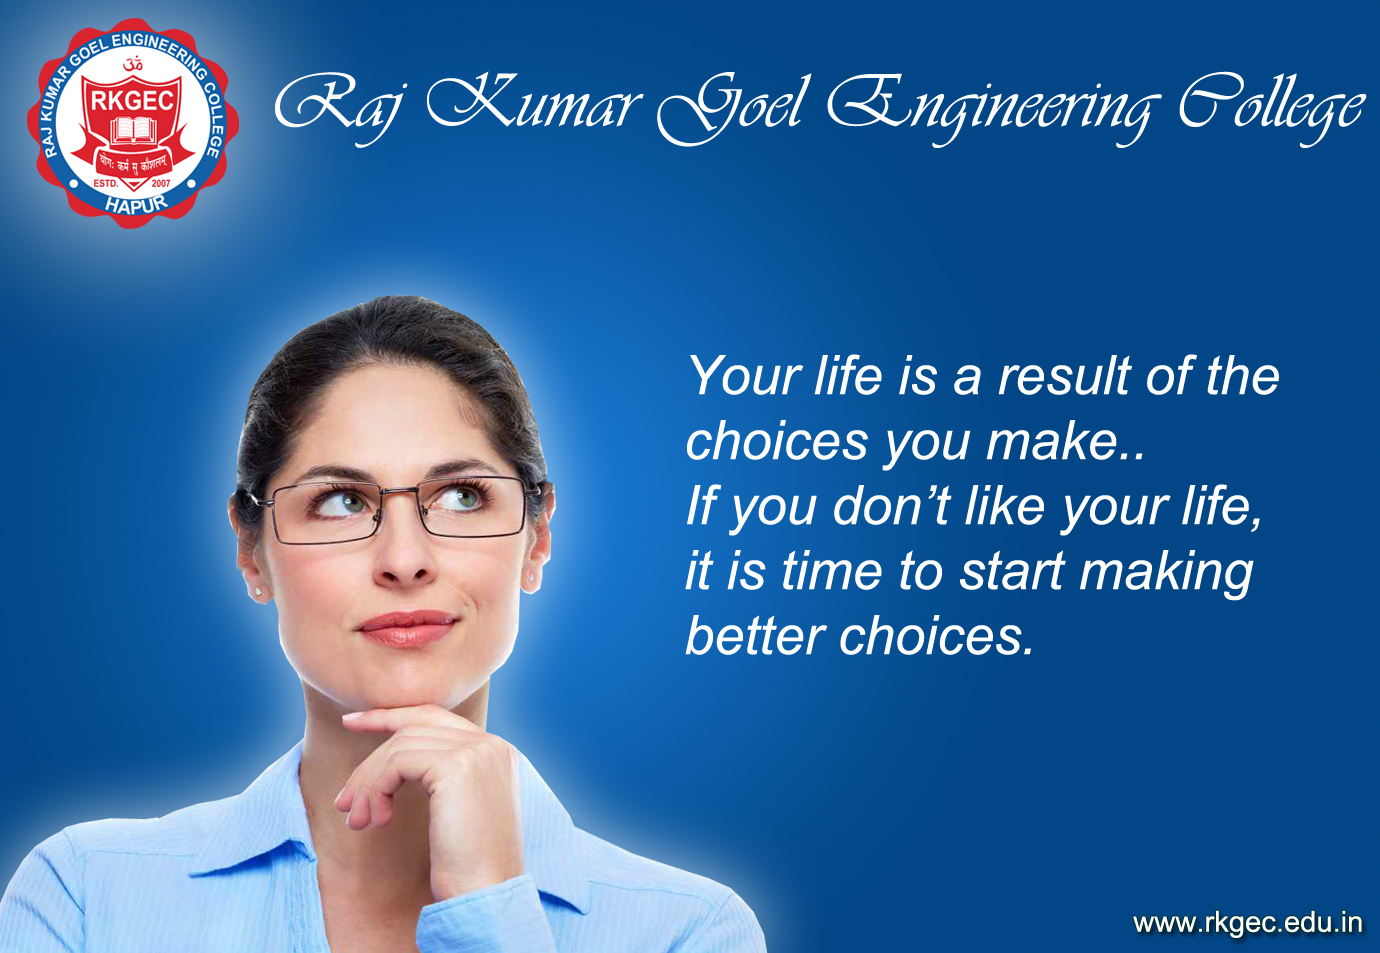 RAJ KUMAR GOEL ENGINEERING COLLEGE
ॐ
RKGEC
योगः कर्म सु कौशलम्
ESTD. 2007
HAPUR
Raj Kumar Goel Engineering College
Your life is a result of the
choices you make..
If you don’t like your life,
it is time to start making
better choices.
www.rkgec.edu.in